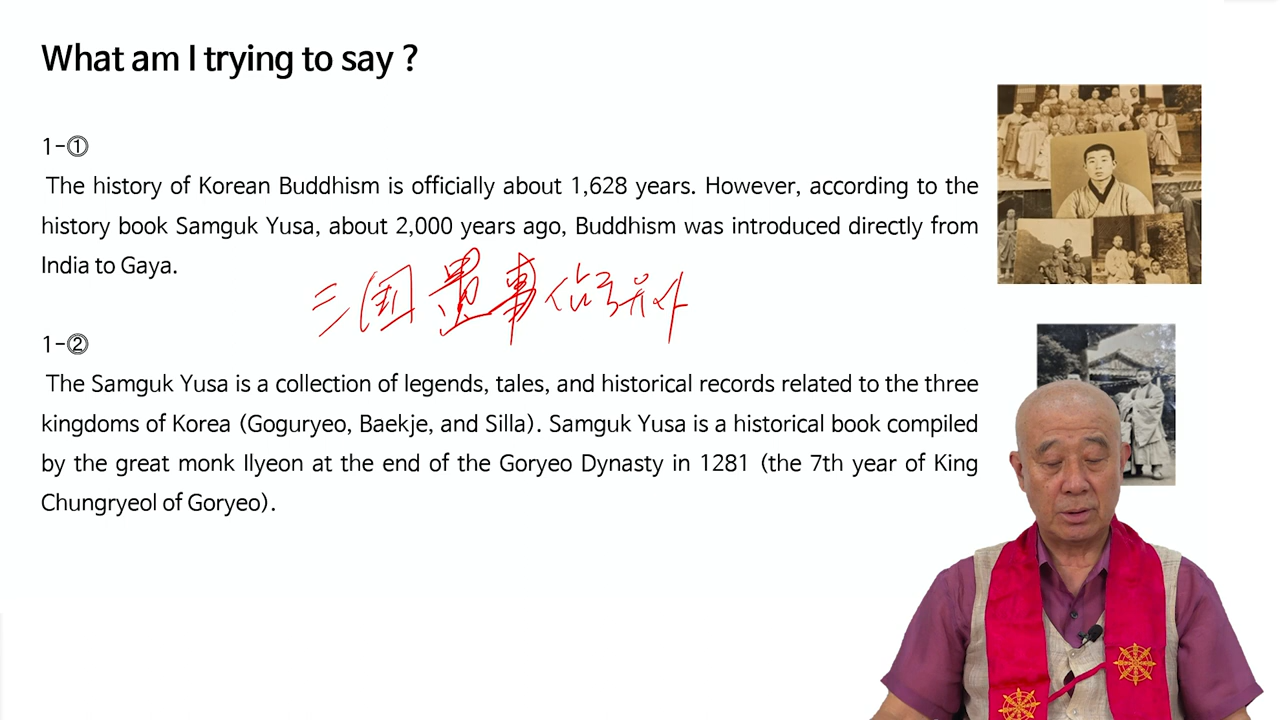 What am I trying to say ?
1-①
The history of Korean Buddhism is officially about 1,628 years. However, according to the
history book Samguk Yusa, about 2,000 years ago, Buddhism was introduced directly from
India to Gaya.
三国遺事
1-②
The Samguk Yusa is a collection of legends, tales, and historical records related to the three
kingdoms of Korea (Goguryeo, Baekje, and Silla). Samguk Yusa is a historical book compiled
by the great monk Ilyeon at the end of the Goryeo Dynasty in 1281 (the 7th year of King
Chungryeol of Goryeo).